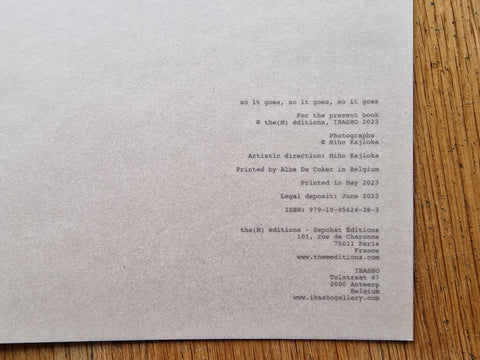 so it goes, so it goes, so it goes
For the present book
© the(M) éditions, IBASHO 2023
Photographs
© Miho Kajioka
Artistic direction: Miho Kajioka
Printed by Albe De Coker in Belgium
Printed in May 2023
Legal deposit: June 2023
ISBN: 979-10-95424-38-3
the(M) éditions - Sepchat Éditions
101, rue de Charonne
75011 Paris
France
www.themeditions.com
IBASHO
Tolstraat 67
2000 Antwerp
Belgium
www.ibashogallery.com